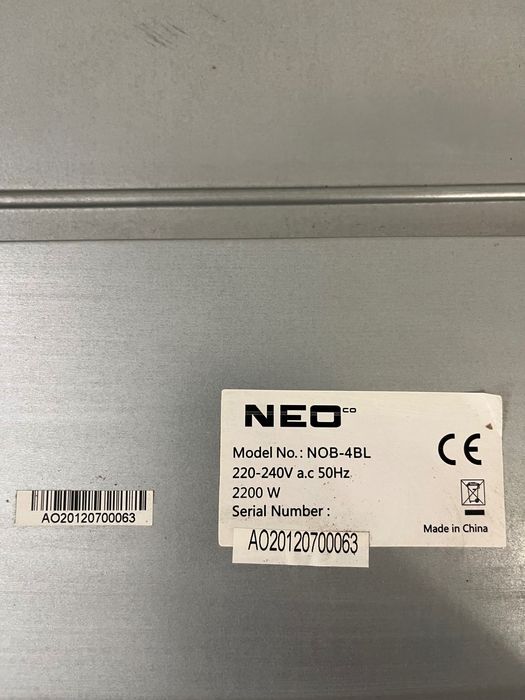 NEO CO
Model No.: NOB-4BL
220-240V a.c 50Hz
2200 W
Serial Number :
AO20120700063
CE
Made in China
AO20120700063